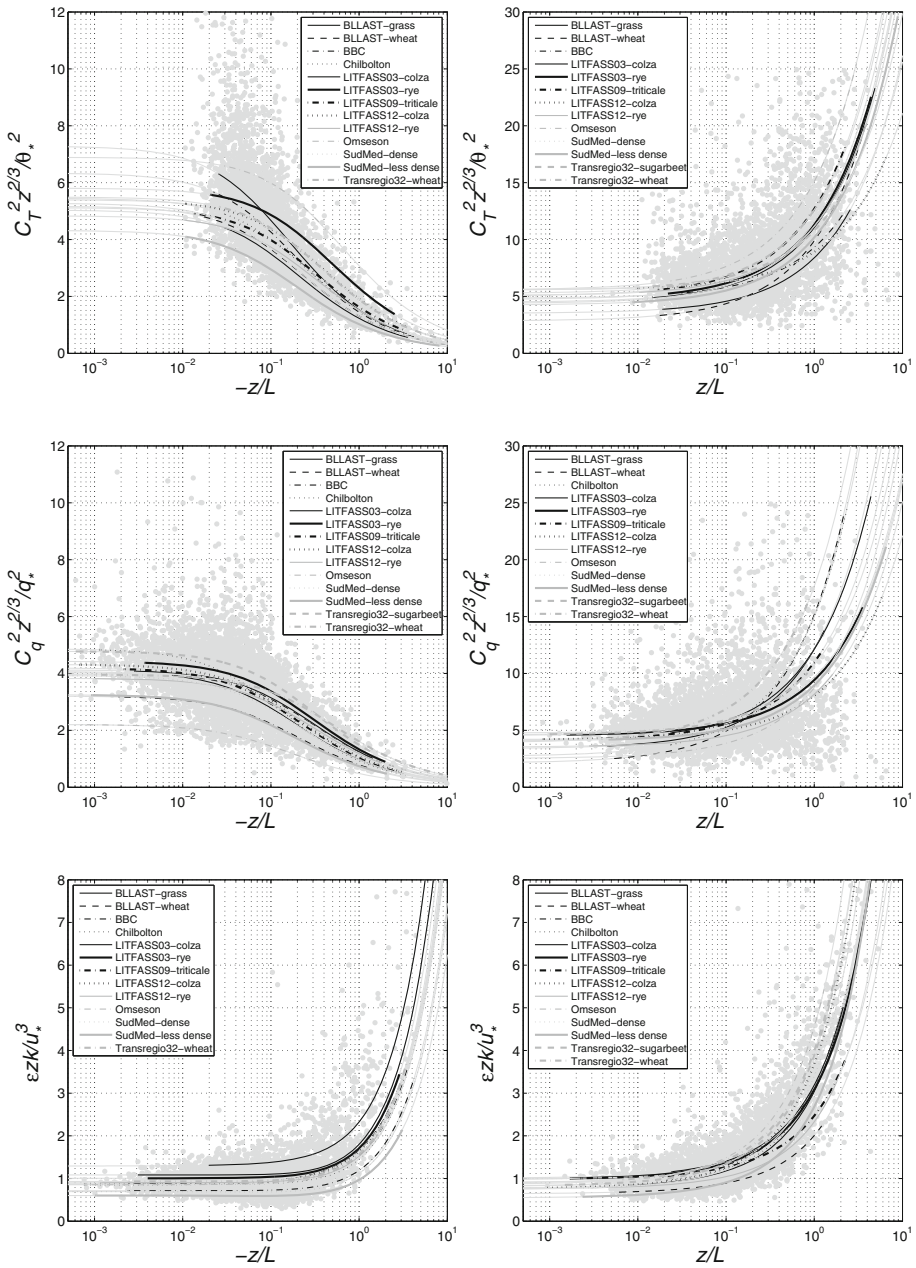 12
10
8
6
4
2
0
C_T^2 z^{2/3}/θ_*^2
BLLAST−grass
BLLAST−wheat
BBC
Chilbolton
LITFASS03−colza
LITFASS03−rye
LITFASS09−triticale
LITFASS12−colza
LITFASS12−rye
Omseson
SudMed−dense
SudMed−less dense
Transregio32−wheat
10^{−3} 10^{−2} 10^{−1} 10^0 10^1
−z/L
30
25
20
15
10
5
0
C_T^2 z^{2/3}/θ_*^2
BLLAST−grass
BLLAST−wheat
BBC
LITFASS03−colza
LITFASS03−rye
LITFASS09−triticale
LITFASS12−colza
LITFASS12−rye
Omseson
SudMed−dense
SudMed−less dense
Transregio32−sugarbeet
Transregio32−wheat
10^{−3} 10^{−2} 10^{−1} 10^0 10^1
z/L
12
10
8
6
4
2
0
C_q^2 z^{2/3}/q_*^2
BLLAST−grass
BLLAST−wheat
BBC
Chilbolton
LITFASS03−colza
LITFASS03−rye
LITFASS09−triticale
LITFASS12−colza
LITFASS12−rye
Omseson
SudMed−dense
SudMed−less dense
Transregio32−sugarbeet
Transregio32−wheat
10^{−3} 10^{−2} 10^{−1} 10^0 10^1
−z/L
30
25
20
15
10
5
0
C_q^2 z^{2/3}/q_*^2
BLLAST−grass
BLLAST−wheat
Chilbolton
LITFASS03−colza
LITFASS03−rye
LITFASS09−triticale
LITFASS12−colza
LITFASS12−rye
Omseson
SudMed−dense
SudMed−less dense
Transregio32−sugarbeet
Transregio32−wheat
10^{−3} 10^{−2} 10^{−1} 10^0 10^1
z/L
8
7
6
5
4
3
2
1
0
εzk/u_*^3
BLLAST−grass
BLLAST−wheat
BBC
Chilbolton
LITFASS03−colza
LITFASS03−rye
LITFASS09−triticale
LITFASS12−colza
LITFASS12−rye
Omseson
SudMed−dense
SudMed−less dense
Transregio32−wheat
10^{−3} 10^{−2} 10^{−1} 10^0 10^1
−z/L
8
7
6
5
4
3
2
1
0
εzk/u_*^3
BLLAST−grass
BLLAST−wheat
BBC
Chilbolton
LITFASS03−colza
LITFASS03−rye
LITFASS09−triticale
LITFASS12−colza
LITFASS12−rye
Omseson
SudMed−dense
SudMed−less dense
Transregio32−sugarbeet
Transregio32−wheat
10^{−3} 10^{−2} 10^{−1} 10^0 10^1
z/L